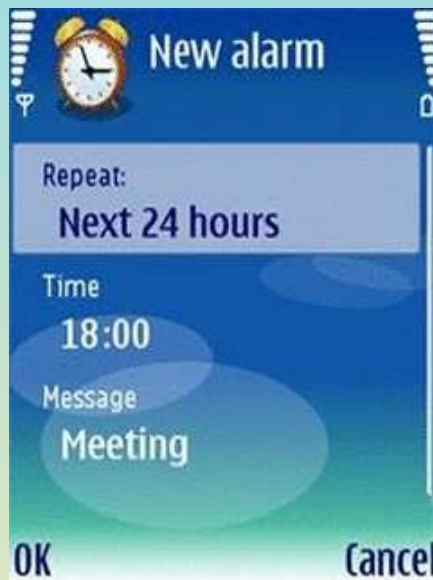 New alarm
Repeat:
Next 24 hours
Time
18:00
Message
Meeting
OK
Cancel